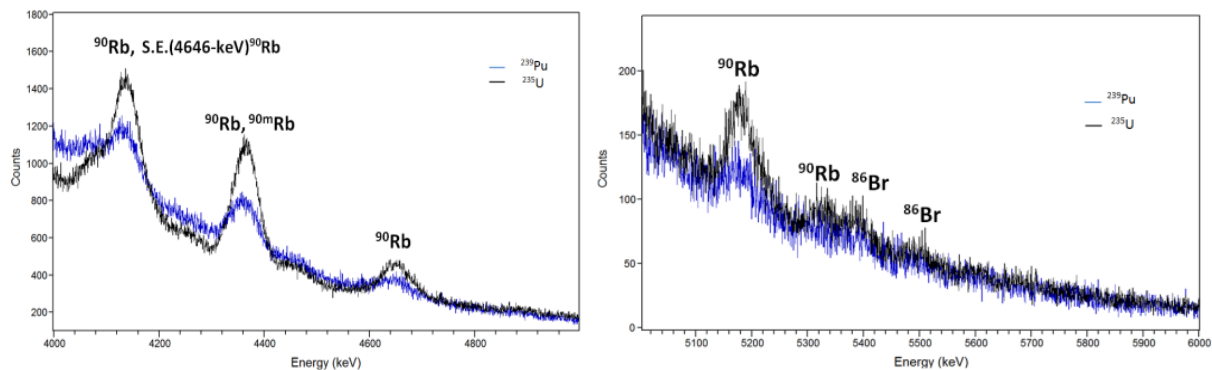 1800
1600
1400
1200
1000
800
600
400
200
Counts
⁹⁰Rb, S.E.(4646-keV)⁹⁰Rb
⁹⁰Rb, ⁹⁰ᵐRb
⁹⁰Rb
²³⁹Pu
²³⁵U
4000 4200 4400 4600 4800
Energy (keV)
200
150
100
50
0
Counts
⁹⁰Rb
⁹⁰Rb
⁸⁶Br
⁸⁶Br
²³⁹Pu
²³⁵U
5100 5200 5300 5400 5500 5600 5700 5800 5900 6000
Energy (keV)